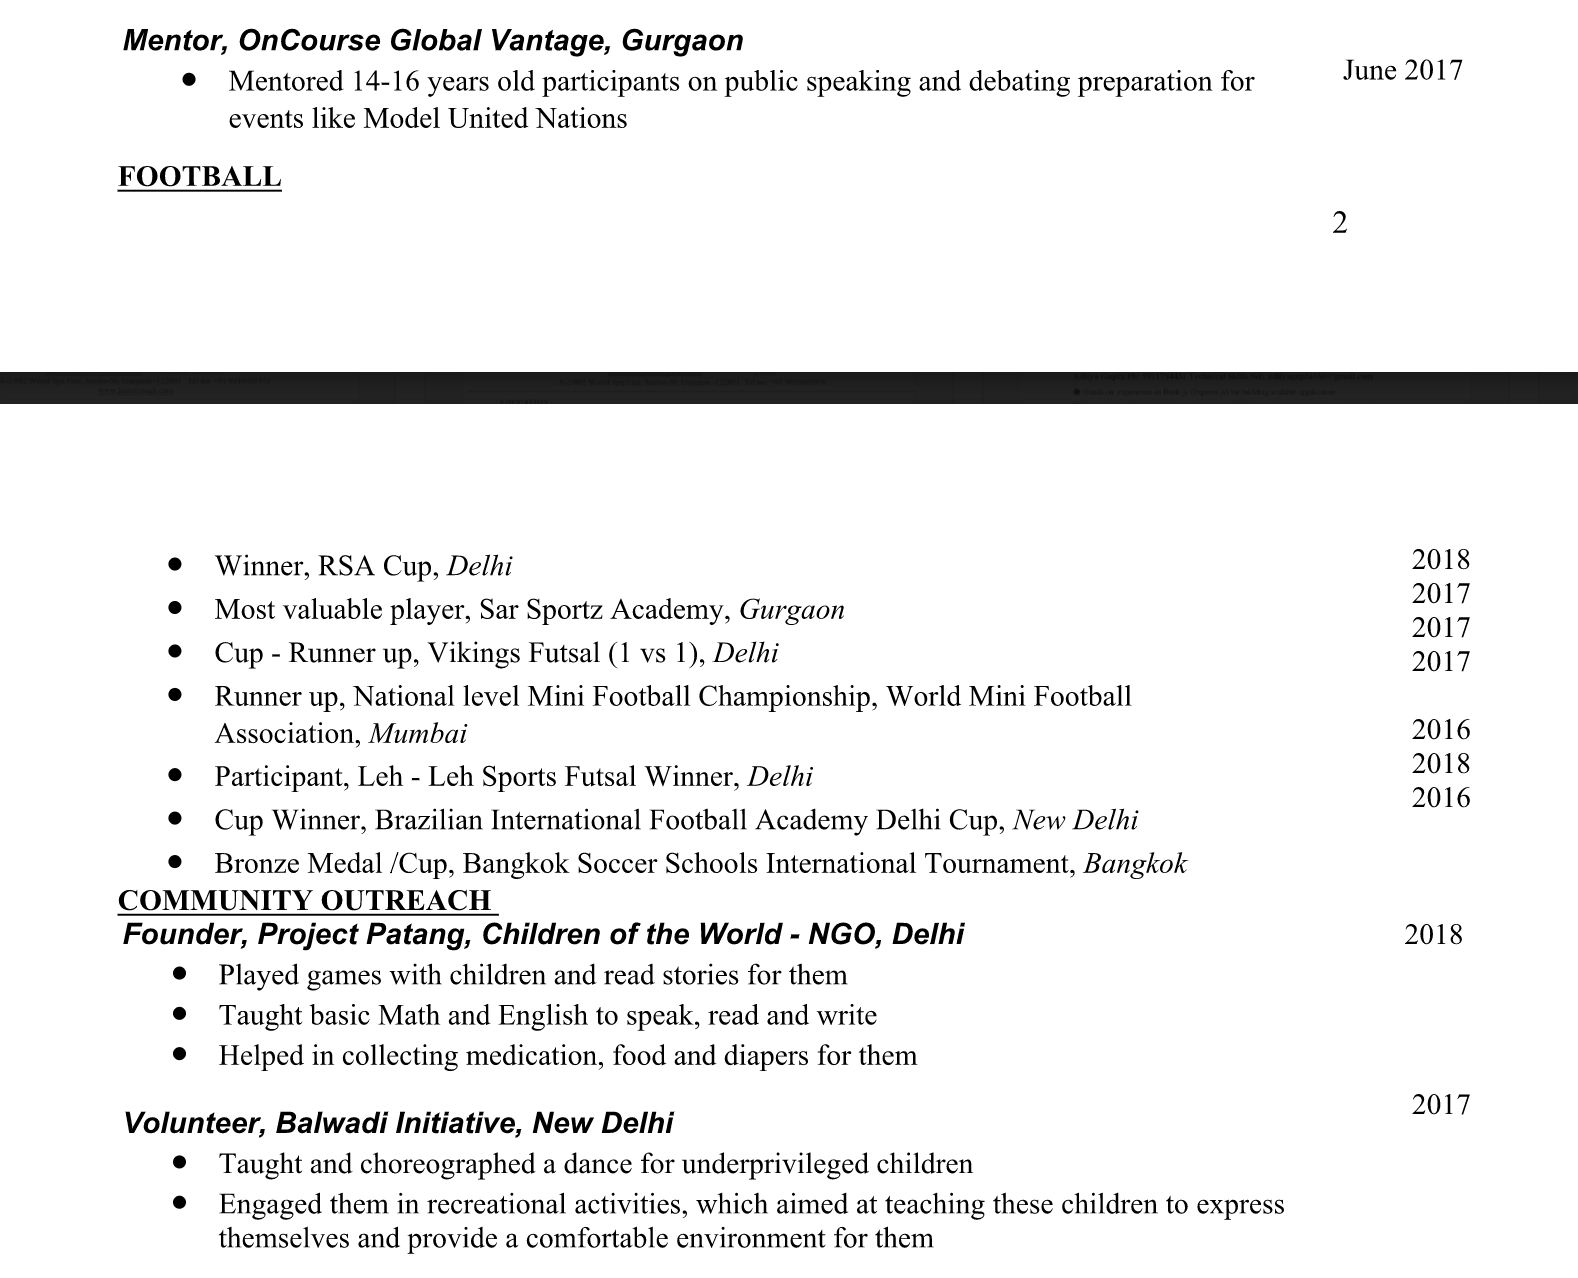 Mentor, OnCourse Global Vantage, Gurgaon
Mentored 14-16 years old participants on public speaking and debating preparation for
June 2017
events like Model United Nations
FOOTBALL
2
Winner, RSA Cup, Delhi
2018
Most valuable player, Sar Sportz Academy, Gurgaon
2017
Cup - Runner up, Vikings Futsal (1 vs 1), Delhi
2017
Runner up, National level Mini Football Championship, World Mini Football
2017
Association, Mumbai
2016
Participant, Leh - Leh Sports Futsal Winner, Delhi
2018
Cup Winner, Brazilian International Football Academy Delhi Cup, New Delhi
2016
Bronze Medal /Cup, Bangkok Soccer Schools International Tournament, Bangkok
COMMUNITY OUTREACH
Founder, Project Patang, Children of the World - NGO, Delhi
2018
Played games with children and read stories for them
Taught basic Math and English to speak, read and write
Helped in collecting medication, food and diapers for them
Volunteer, Balwadi Initiative, New Delhi
2017
Taught and choreographed a dance for underprivileged children
Engaged them in recreational activities, which aimed at teaching these children to express
themselves and provide a comfortable environment for them